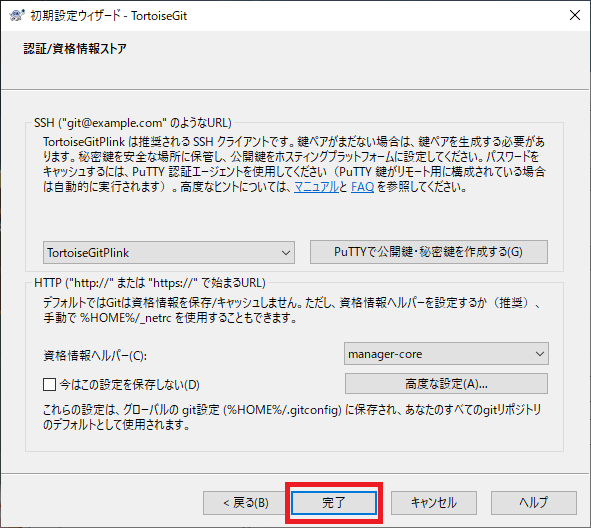 初期設定ウィザード - TortoiseGit
認証/資格情報ストア
SSH ("git@example.com" のようなURL)
TortoiseGitPlink は推奨される SSH クライアントです。鍵ペアがまだない場合は、鍵ペアを生成する必要があ
ります。秘密鍵を安全な場所に保管し、公開鍵をホスティングプラットフォームに設定してください。パスワードを
キャッシュするには、PuTTY 認証エージェントを使用してください（PuTTY 鍵がリモート用に構成されている場合
は自動的に実行されます）。高度なヒントについては、マニュアルと FAQ を参照してください。
TortoiseGitPlink
PuTTYで公開鍵・秘密鍵を作成する(G)
HTTP ("http://" または "https://" で始まるURL)
デフォルトではGitは資格情報を保存/キャッシュしません。ただし、資格情報ヘルパーを設定するか（推奨）、
手動で %HOME%/_netrc を使用することもできます。
資格情報ヘルパー(C):
manager-core
今はこの設定を保存しない(D)
高度な設定(A)...
これらの設定は、グローバルの git設定 (%HOME%/.gitconfig) に保存され、あなたのすべてのgitリポジトリ
のデフォルトとして使用されます。
< 戻る(B)
完了
キャンセル
ヘルプ